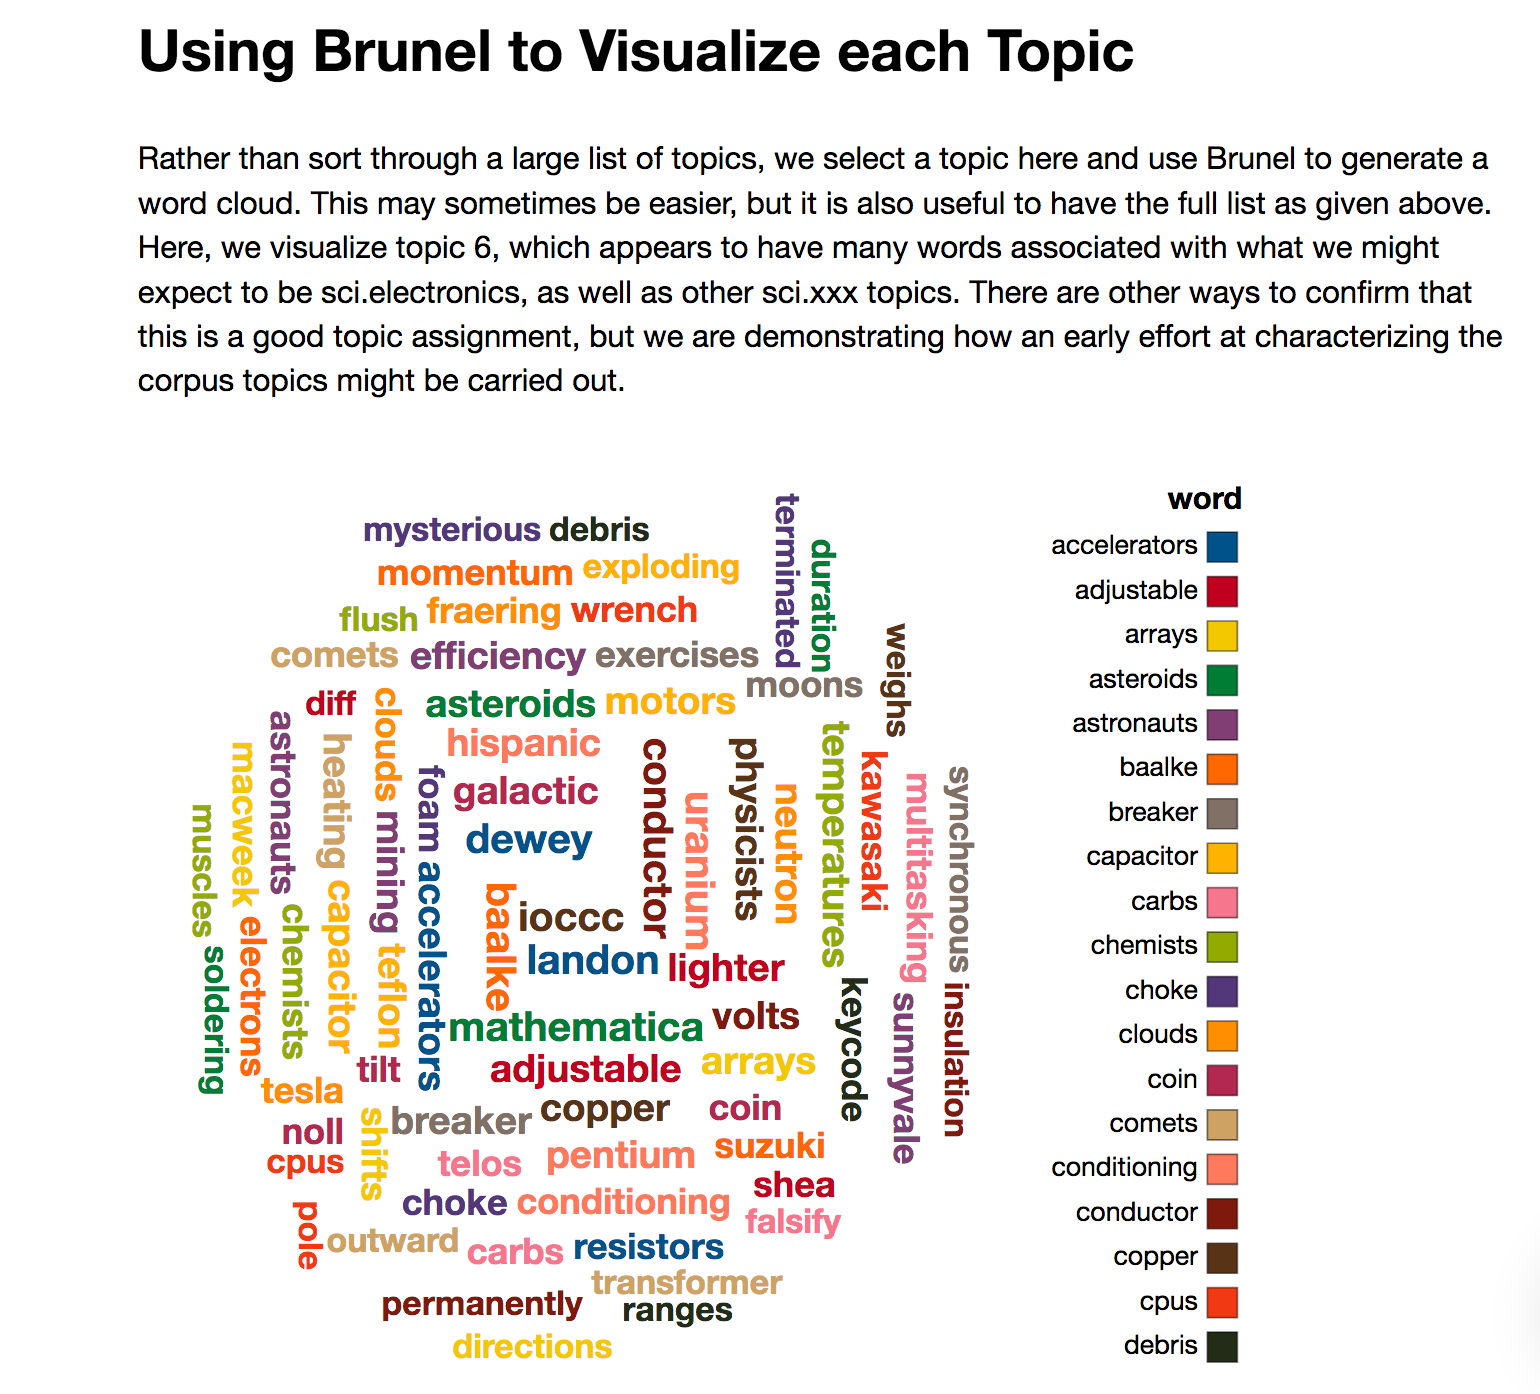 Using Brunel to Visualize each Topic
Rather than sort through a large list of topics, we select a topic here and use Brunel to generate a
word cloud. This may sometimes be easier, but it is also useful to have the full list as given above.
Here, we visualize topic 6, which appears to have many words associated with what we might
expect to be sci.electronics, as well as other sci.xxx topics. There are other ways to confirm that
this is a good topic assignment, but we are demonstrating how an early effort at characterizing the
corpus topics might be carried out.
mysterious debris
momentum exploding
flush fraering wrench
comets efficiency exercises
terminated
duration
moons
weighs
diff
clouds
asteroids motors
hispanic
galactic
dewey
astronauts
heating
macweek
muscles
foam
mining
conductor
uranium
physicists
neutron
temperatures
kawasaki
multitasking
synchronous
accelerators
baalke
ioccc
landon lighter
capacitor
chemists
electrons
soldering
teflon
mathematica volts
adjustable arrays
keycode
sunnyvale
insulation
tilt
tesla
breaker copper coin
noll
cpus
shifts
telos pentium suzuki
shea
choke conditioning
falsify
pole
outward carbs resistors
transformer
permanently ranges
directions
word
accelerators
adjustable
arrays
asteroids
astronauts
baalke
breaker
capacitor
carbs
chemists
choke
clouds
coin
comets
conditioning
conductor
copper
cpus
debris